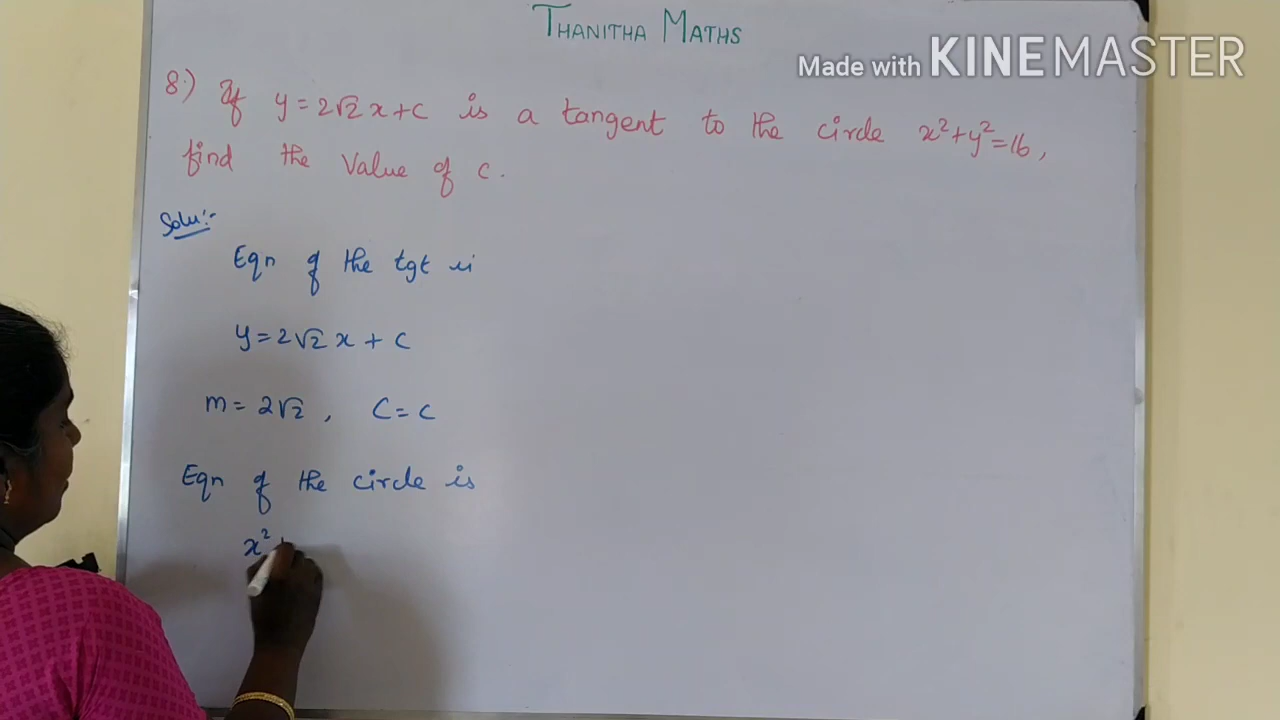 THANITHA MATHS
Made with KINEMASTER
8.) If y = 2√2 x + c is a tangent to the circle x² + y² = 16,
find the Value of c.
Solu:-
Eqn of the tgt is
y = 2√2 x + c
m = 2√2 , C = c
Eqn of the circle is
x² +